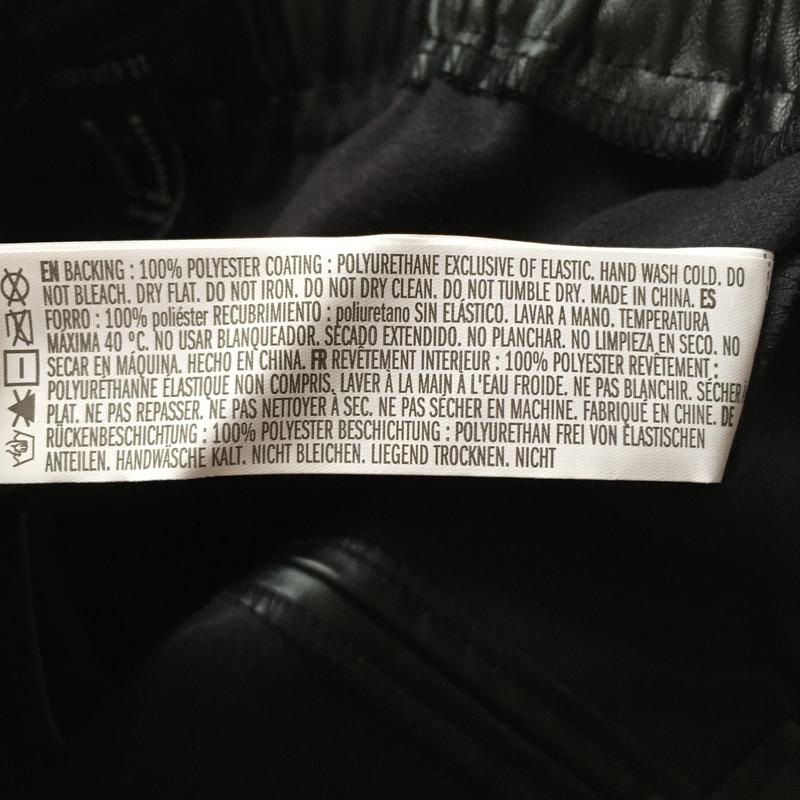 EN BACKING : 100% POLYESTER COATING : POLYURETHANE EXCLUSIVE OF ELASTIC. HAND WASH COLD. DO
NOT BLEACH. DRY FLAT. DO NOT IRON. DO NOT DRY CLEAN. DO NOT TUMBLE DRY. MADE IN CHINA. ES
FORRO : 100% poliéster RECUBRIMIENTO : poliuretano SIN ELÁSTICO. LAVAR A MANO. TEMPERATURA
MÁXIMA 40 °C. NO USAR BLANQUEADOR. SECADO EXTENDIDO. NO PLANCHAR. NO LIMPIEZA EN SECO. NO
SECAR EN MÁQUINA. HECHO EN CHINA. FR REVÊTEMENT INTERIEUR : 100% POLYESTER REVÊTEMENT :
POLYURÉTHANNE ÉLASTIQUE NON COMPRIS, LAVER À LA MAIN À L'EAU FROIDE. NE PAS BLANCHIR. SÉCHER À
PLAT. NE PAS REPASSER. NE PAS NETTOYER À SEC. NE PAS SÉCHER EN MACHINE. FABRIQUÉ EN CHINE. DE
RÜCKENBESCHICHTUNG : 100% POLYESTER BESCHICHTUNG : POLYURETHAN FREI VON ELASTISCHEN
ANTEILEN. HANDWÄSCHE KALT. NICHT BLEICHEN. LIEGEND TROCKNEN. NICHT